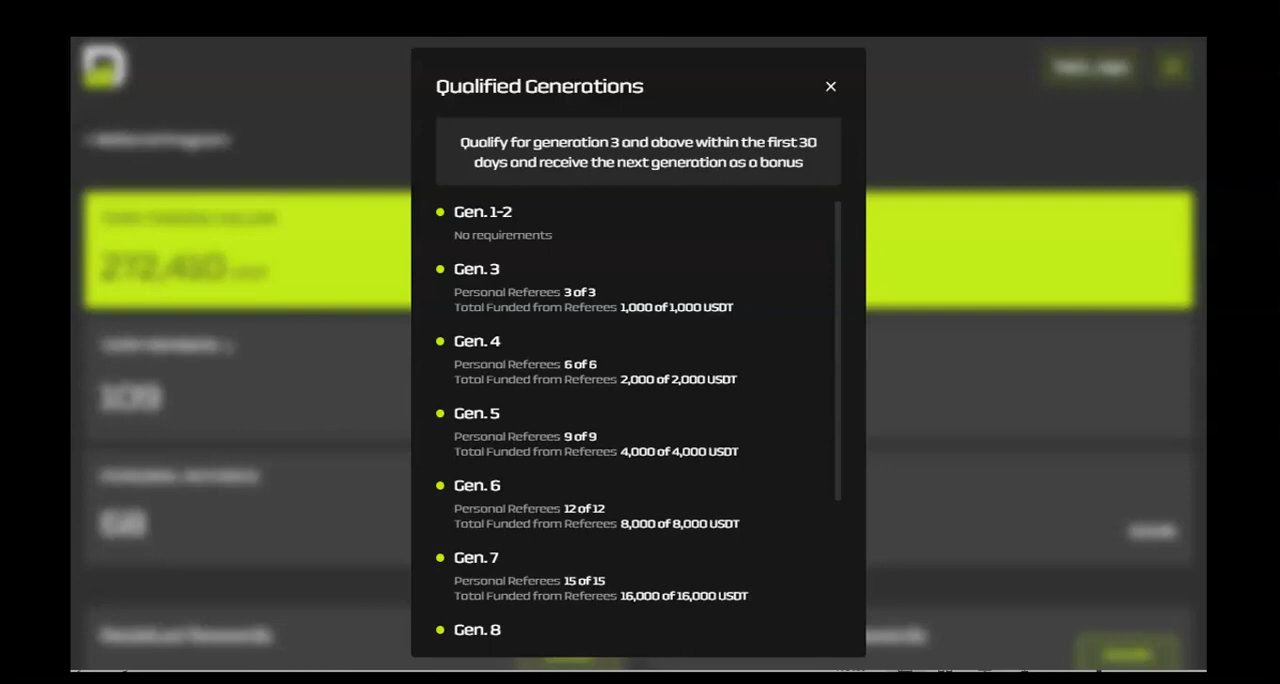 Qualified Generations
Qualify for generation 3 and above within the first 30
days and receive the next generation as a bonus
Gen. 1-2
No requirements
Gen. 3
Personal Referees 3 of 3
Total Funded from Referees 1,000 of 1,000 USDT
Gen. 4
Personal Referees 6 of 6
Total Funded from Referees 2,000 of 2,000 USDT
Gen. 5
Personal Referees 9 of 9
Total Funded from Referees 4,000 of 4,000 USDT
Gen. 6
Personal Referees 12 of 12
Total Funded from Referees 8,000 of 8,000 USDT
Gen. 7
Personal Referees 15 of 15
Total Funded from Referees 16,000 of 16,000 USDT
Gen. 8
272,410
109
68